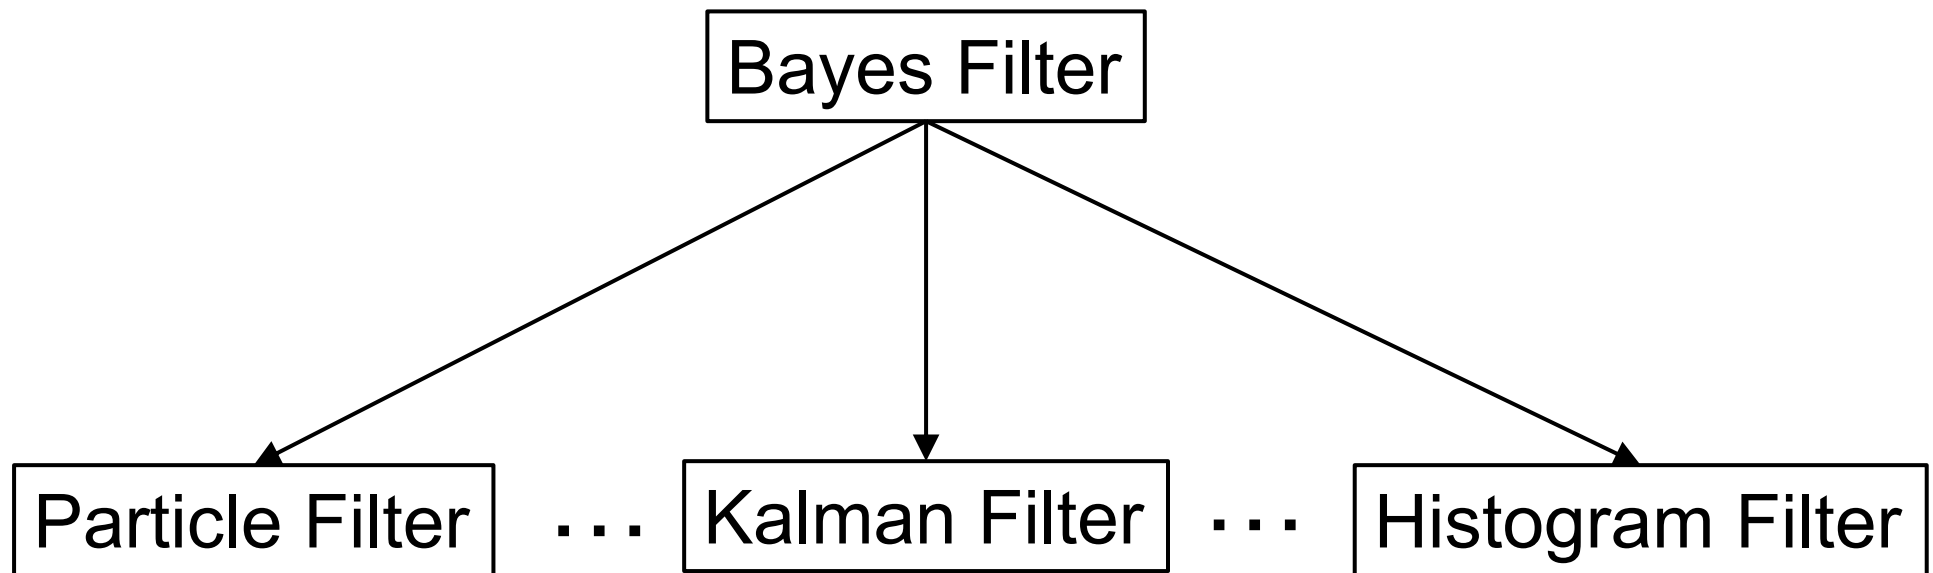 Bayes Filter
Particle Filter ... Kalman Filter ... Histogram Filter